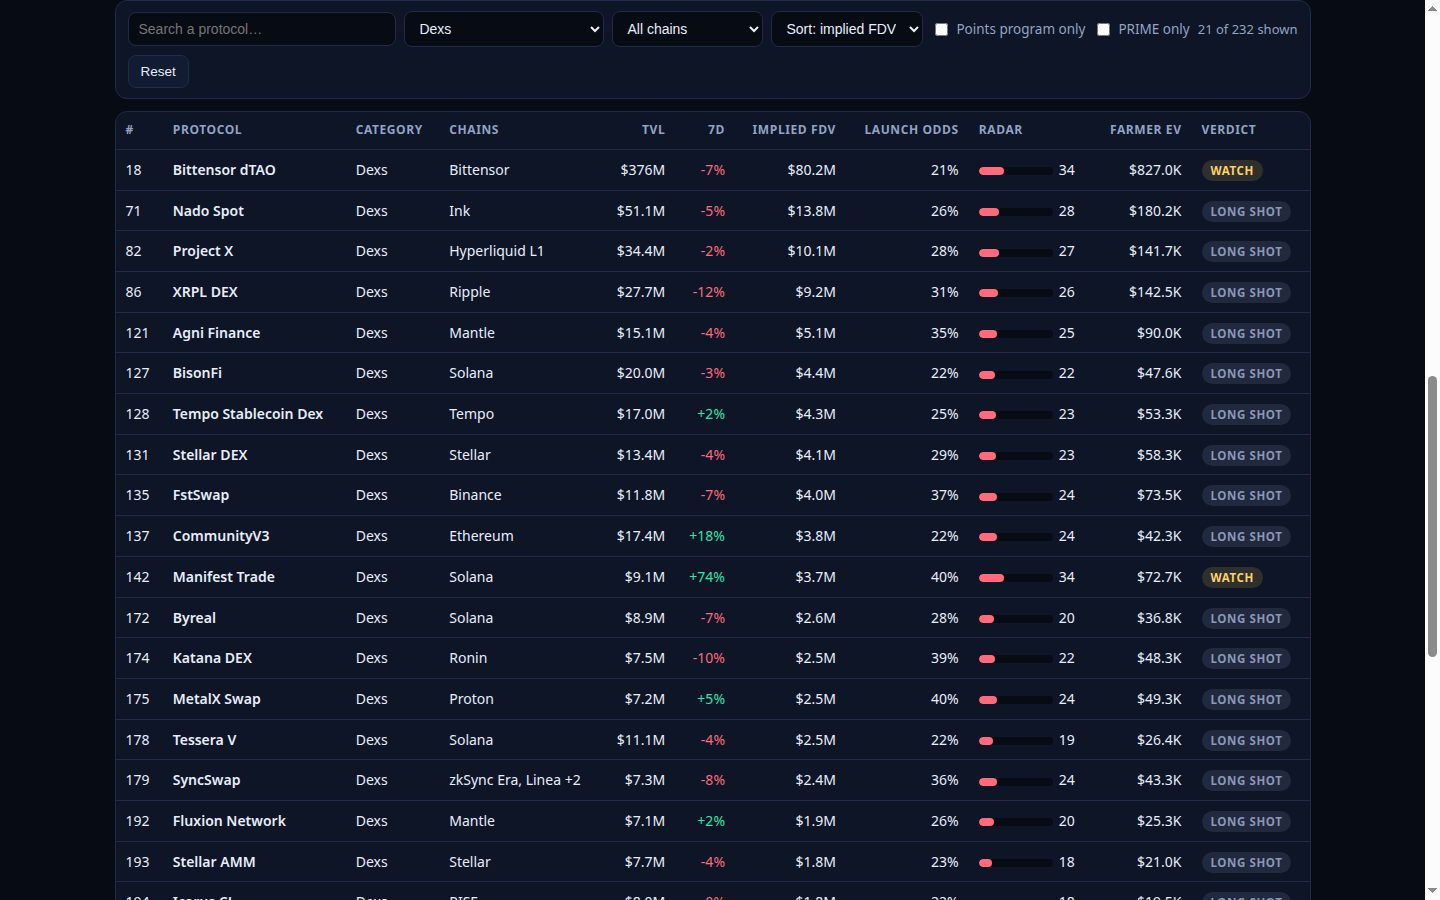 Search a protocol… Dexs All chains Sort: implied FDV Points program only PRIME only 21 of 232 shown
Reset
# PROTOCOL CATEGORY CHAINS TVL 7D IMPLIED FDV LAUNCH ODDS RADAR FARMER EV VERDICT
18 Bittensor dTAO Dexs Bittensor $376M -7% $80.2M 21% 34 $827.0K WATCH
71 Nado Spot Dexs Ink $51.1M -5% $13.8M 26% 28 $180.2K LONG SHOT
82 Project X Dexs Hyperliquid L1 $34.4M -2% $10.1M 28% 27 $141.7K LONG SHOT
86 XRPL DEX Dexs Ripple $27.7M -12% $9.2M 31% 26 $142.5K LONG SHOT
121 Agni Finance Dexs Mantle $15.1M -4% $5.1M 35% 25 $90.0K LONG SHOT
127 BisonFi Dexs Solana $20.0M -3% $4.4M 22% 22 $47.6K LONG SHOT
128 Tempo Stablecoin Dex Dexs Tempo $17.0M +2% $4.3M 25% 23 $53.3K LONG SHOT
131 Stellar DEX Dexs Stellar $13.4M -4% $4.1M 29% 23 $58.3K LONG SHOT
135 FstSwap Dexs Binance $11.8M -7% $4.0M 37% 24 $73.5K LONG SHOT
137 CommunityV3 Dexs Ethereum $17.4M +18% $3.8M 22% 24 $42.3K LONG SHOT
142 Manifest Trade Dexs Solana $9.1M +74% $3.7M 40% 34 $72.7K WATCH
172 Byreal Dexs Solana $8.9M -7% $2.6M 28% 20 $36.8K LONG SHOT
174 Katana DEX Dexs Ronin $7.5M -10% $2.5M 39% 22 $48.3K LONG SHOT
175 MetalX Swap Dexs Proton $7.2M +5% $2.5M 40% 24 $49.3K LONG SHOT
178 Tessera V Dexs Solana $11.1M -4% $2.5M 22% 19 $26.4K LONG SHOT
179 SyncSwap Dexs zkSync Era, Linea +2 $7.3M -8% $2.4M 36% 24 $43.3K LONG SHOT
192 Fluxion Network Dexs Mantle $7.1M +2% $1.9M 26% 20 $25.3K LONG SHOT
193 Stellar AMM Dexs Stellar $7.7M -4% $1.8M 23% 18 $21.0K LONG SHOT